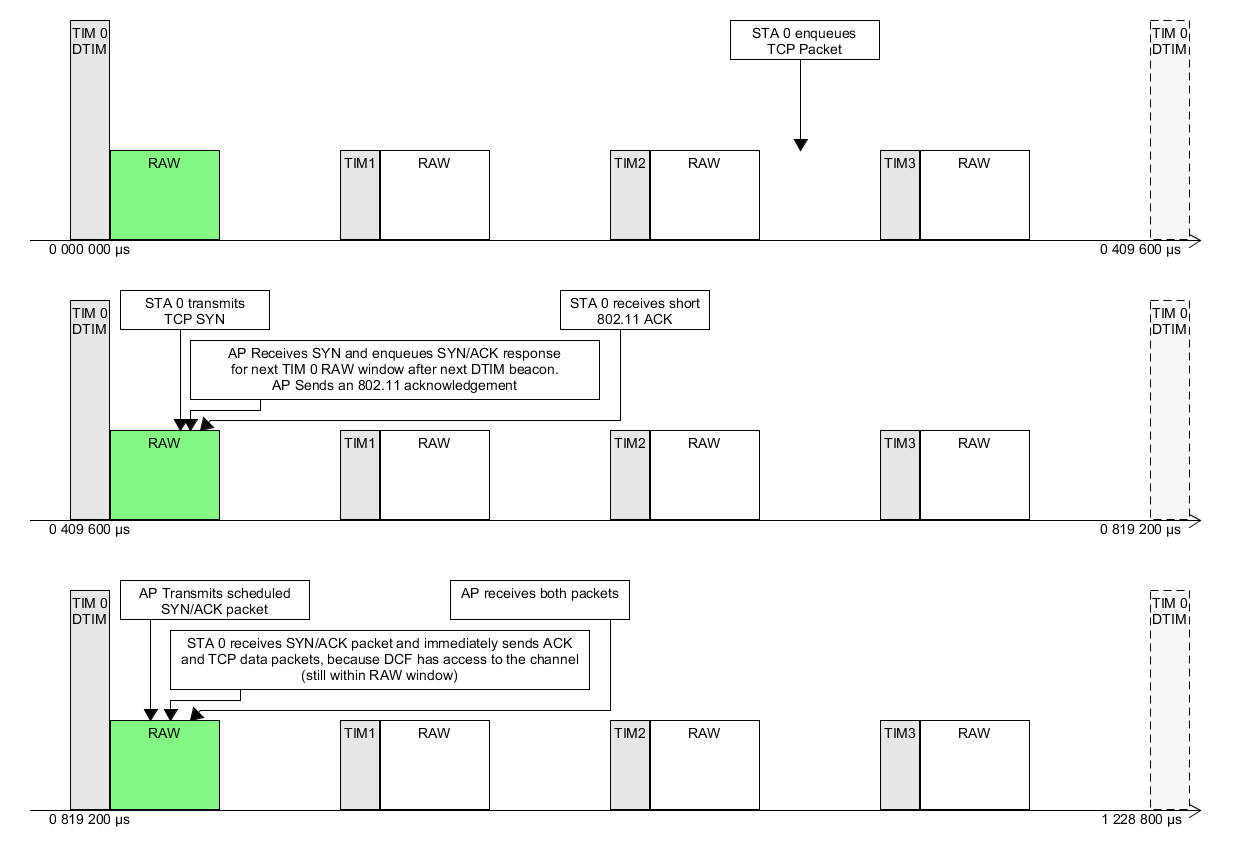 TIM 0
DTIM
STA 0 enqueues
TCP Packet
TIM 0
DTIM
RAW
TIM1
RAW
TIM2
RAW
TIM3
RAW
0 000 000 µs
0 409 600 µs
TIM 0
DTIM
STA 0 transmits
TCP SYN
STA 0 receives short
802.11 ACK
TIM 0
DTIM
AP Receives SYN and enqueues SYN/ACK response
for next TIM 0 RAW window after next DTIM beacon.
AP Sends an 802.11 acknowledgement
RAW
TIM1
RAW
TIM2
RAW
TIM3
RAW
0 409 600 µs
0 819 200 µs
TIM 0
DTIM
AP Transmits scheduled
SYN/ACK packet
AP receives both packets
TIM 0
DTIM
STA 0 receives SYN/ACK packet and immediately sends ACK
and TCP data packets, because DCF has access to the channel
(still within RAW window)
RAW
TIM1
RAW
TIM2
RAW
TIM3
RAW
0 819 200 µs
1 228 800 µs